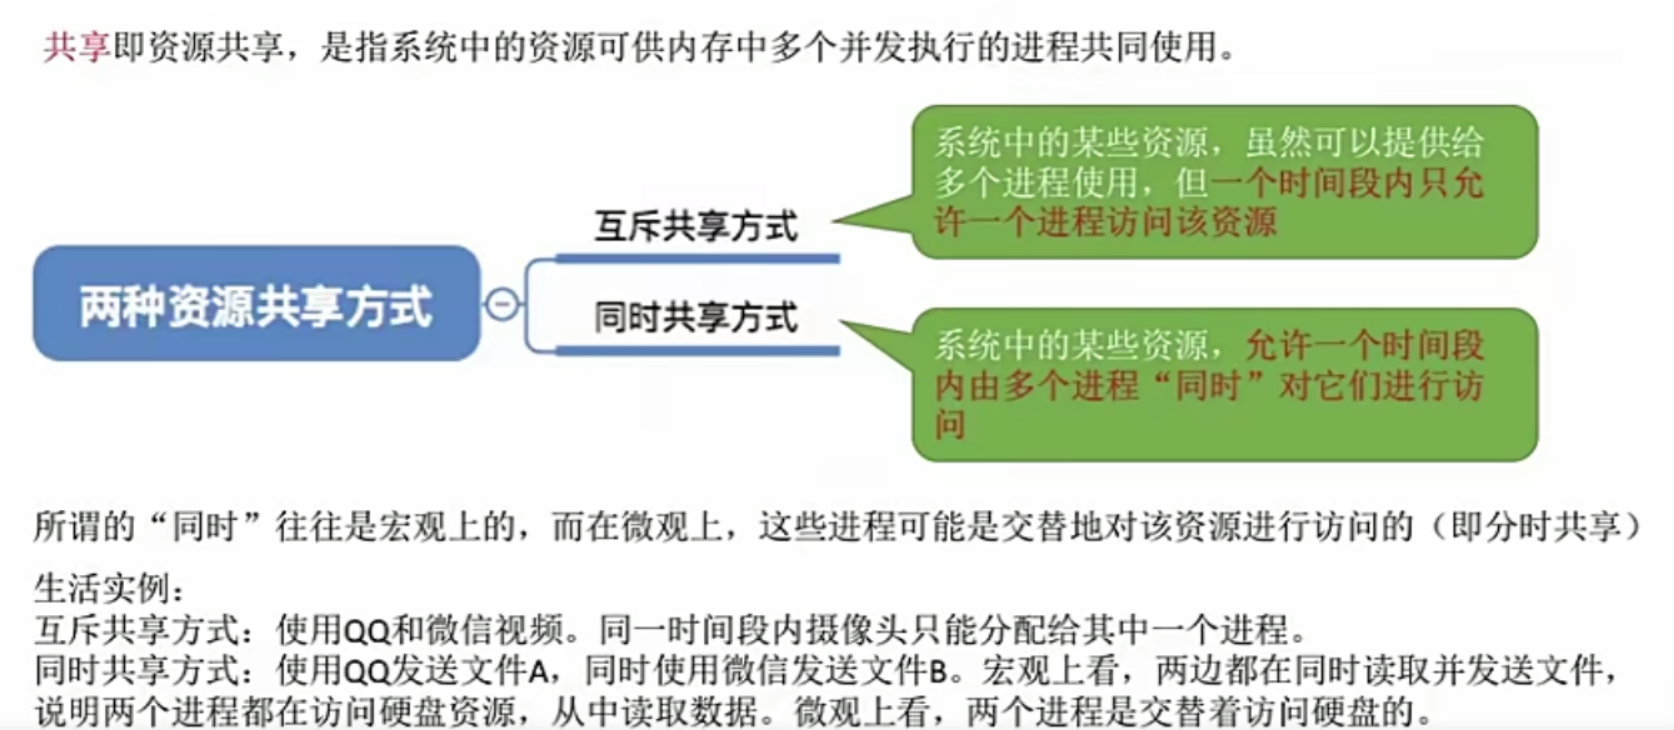 共享即资源共享，是指系统中的资源可供内存中多个并发执行的进程共同使用。
系统中的某些资源，虽然可以提供给
多个进程使用，但一个时间段内只允
许一个进程访问该资源
互斥共享方式
两种资源共享方式
同时共享方式
系统中的某些资源，允许一个时间段
内由多个进程“同时”对它们进行访
问
所谓的“同时”往往是宏观上的，而在微观上，这些进程可能是交替地对该资源进行访问的（即分时共享）
生活实例：
互斥共享方式：使用QQ和微信视频。同一时间段内摄像头只能分配给其中一个进程。
同时共享方式：使用QQ发送文件A，同时使用微信发送文件B。宏观上看，两边都在同时读取并发送文件，
说明两个进程都在访问硬盘资源，从中读取数据。微观上看，两个进程是交替着访问硬盘的。